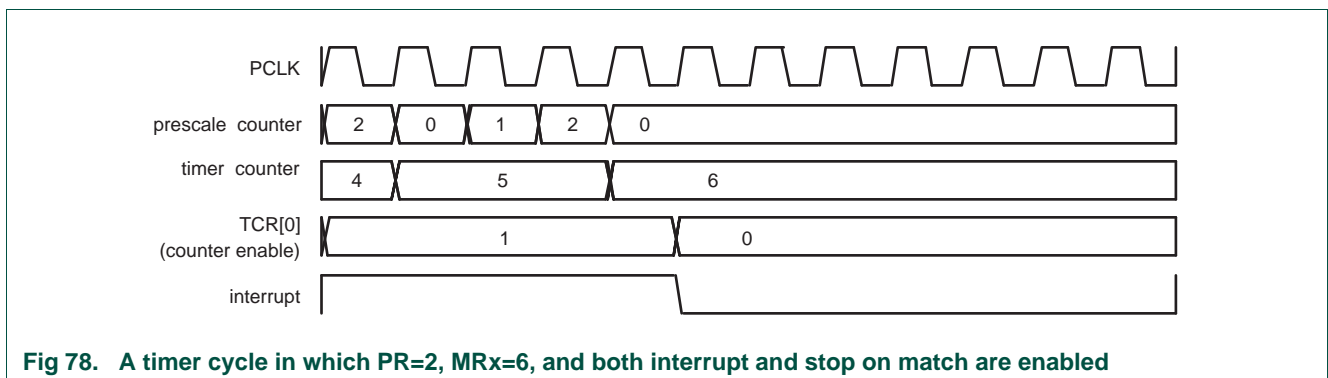 PCLK
prescale counter 2 0 1 2 0
timer counter 4 5 6
TCR[0]
(counter enable) 1 0
interrupt
Fig 78. A timer cycle in which PR=2, MRx=6, and both interrupt and stop on match are enabled